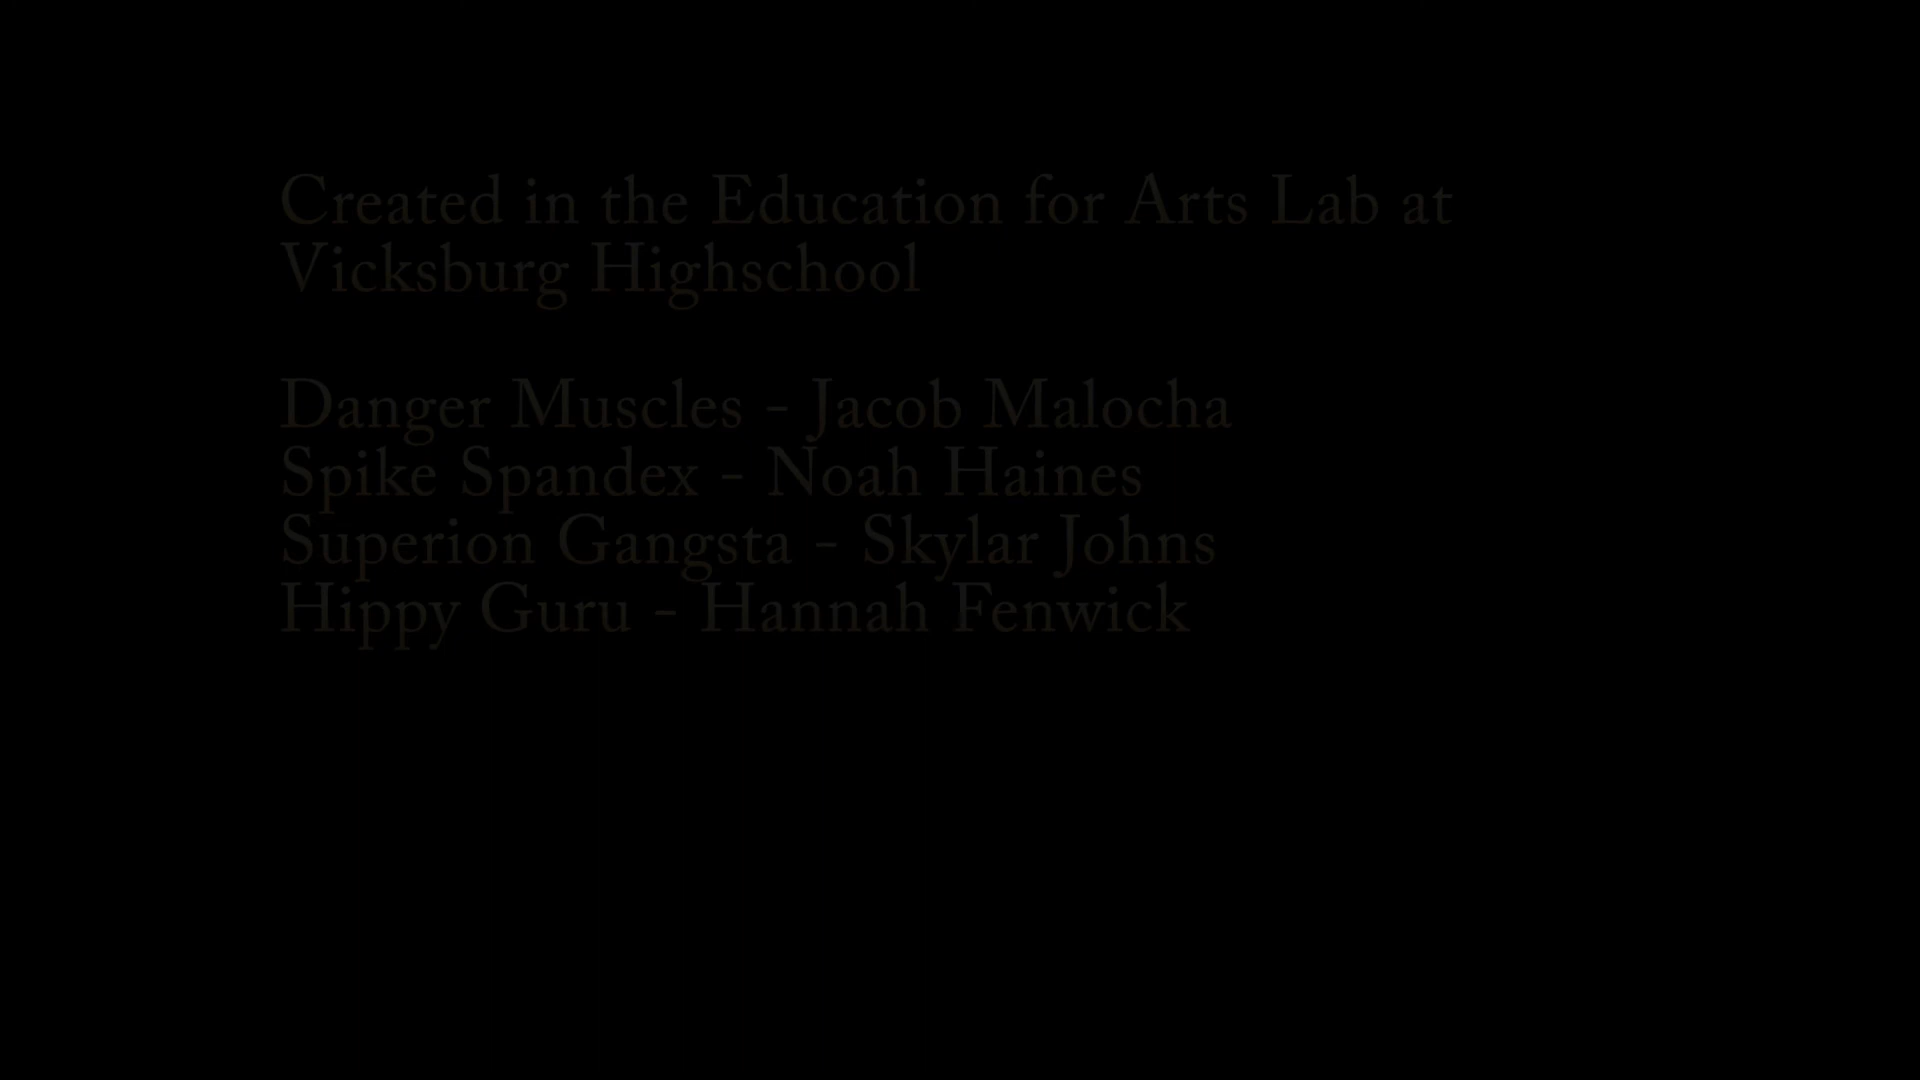 Created in the Education for Arts Lab at
Vicksburg Highschool
Danger Muscles - Jacob Malocha
Spike Spandex - Noah Haines
Superion Gangsta - Skylar Johns
Hippy Guru - Hannah Fenwick